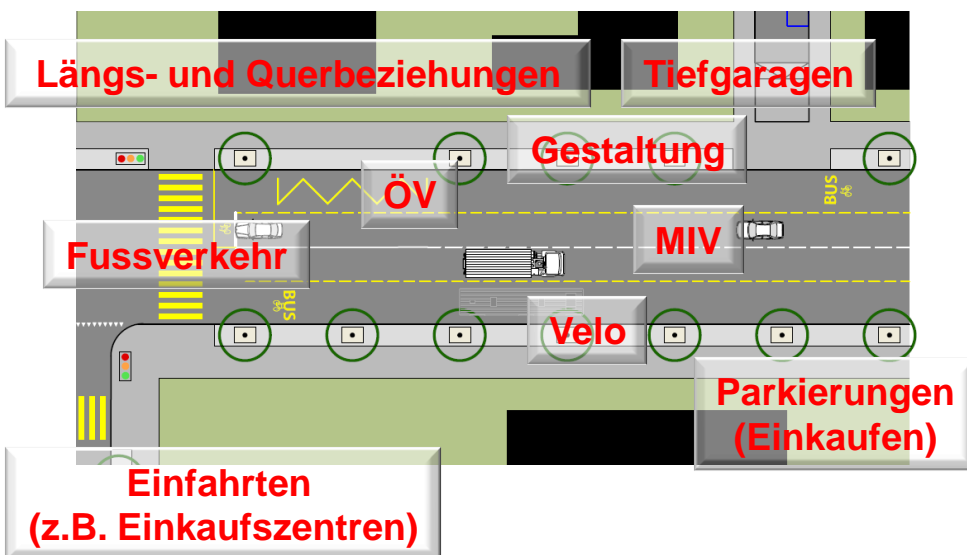 Längs- und Querbeziehungen
Tiefgaragen
Gestaltung
ÖV
BUS
Fussverkehr
MIV
BUS
Velo
Parkierungen
(Einkaufen)
Einfahrten
(z.B. Einkaufszentren)